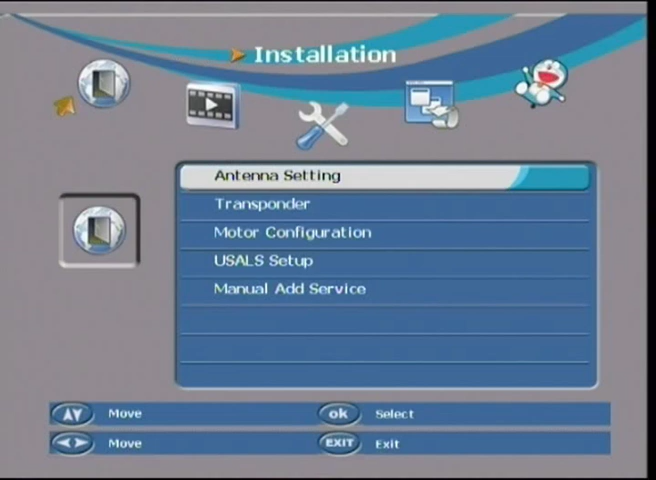 Installation
Antenna Setting
Transponder
Motor Configuration
USALS Setup
Manual Add Service
Move
ok Select
Move
EXIT Exit